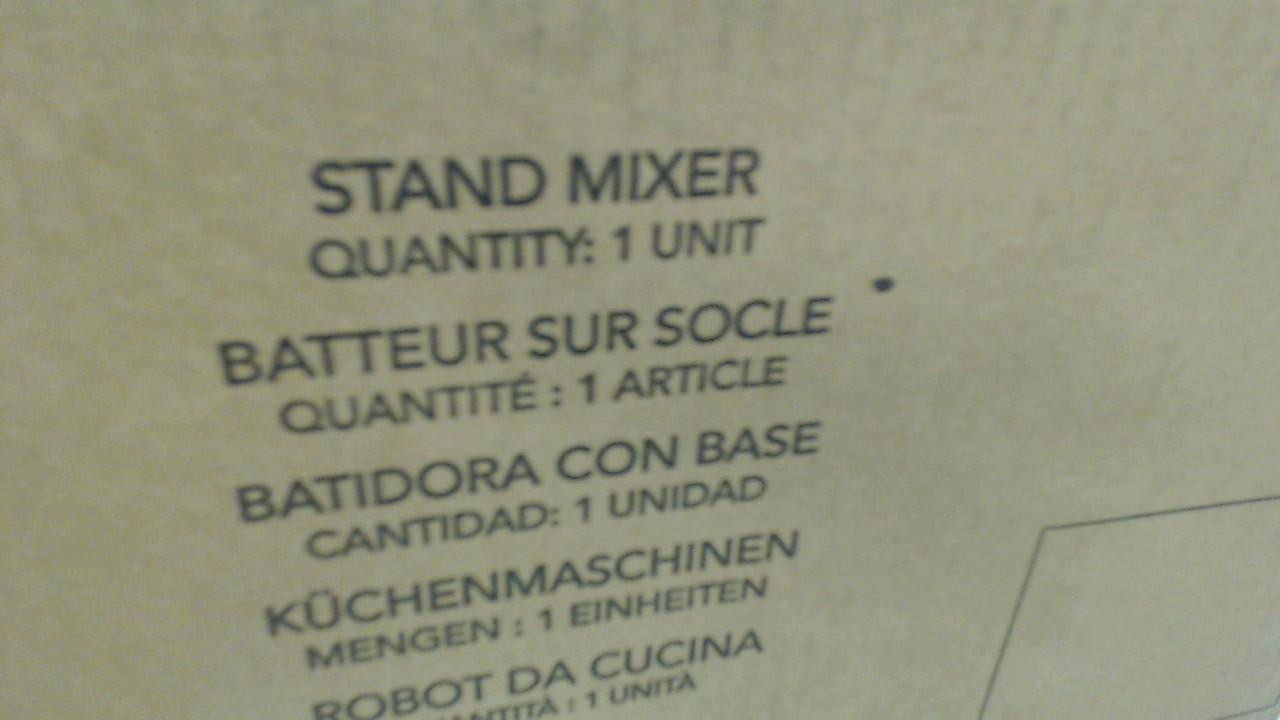 STAND MIXER
QUANTITY: 1 UNIT
BATTEUR SUR SOCLE
QUANTITÉ : 1 ARTICLE
BATIDORA CON BASE
CANTIDAD: 1 UNIDAD
KÜCHENMASCHINEN
MENGEN : 1 EINHEITEN
ROBOT DA CUCINA
: 1 UNITÀ